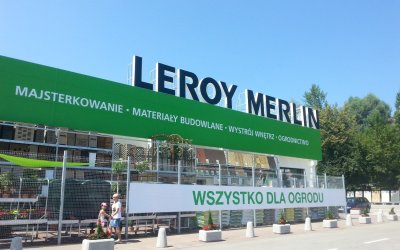 LEROY MERLIN
MAJSTERKOWANIE • MATERIAŁY BUDOWLANE • WYSTRÓJ WNĘTRZ • OGRODNICTWO
WSZYSTKO DLA OGRODU